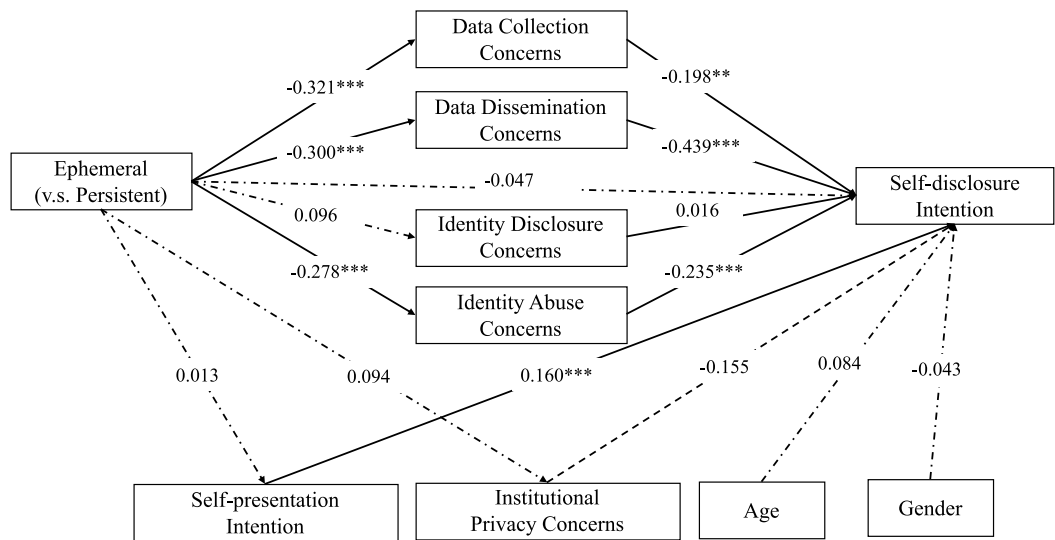 Data Collection
Concerns
-0.321***
-0.198**
Data Dissemination
Concerns
-0.300***
-0.439***
Ephemeral
(v.s. Persistent)
-0.047
Self-disclosure
Intention
0.096
0.016
Identity Disclosure
Concerns
-0.278***
-0.235***
Identity Abuse
Concerns
0.013
0.094
0.160***
-0.155
0.084
-0.043
Self-presentation
Intention
Institutional
Privacy Concerns
Age
Gender